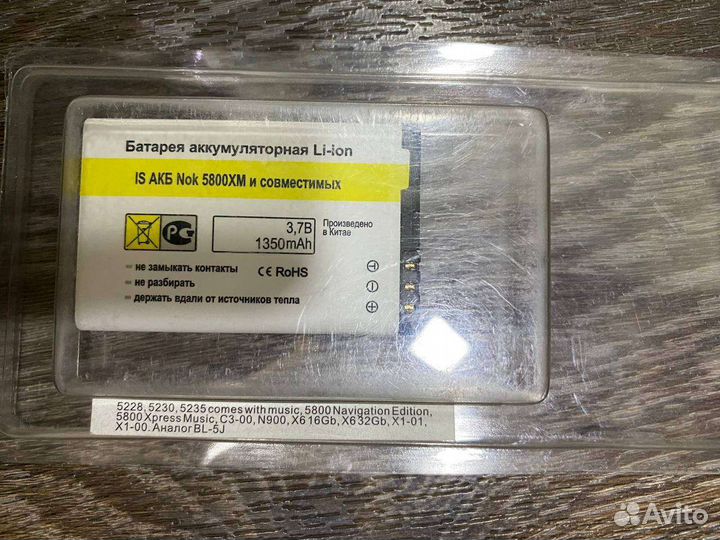 Батарея аккумуляторная Li-ion
IS АКБ Nok 5800XM и совместимых
РС
3,7В
1350mAh
Произведено
в Китае
- не замыкать контакты
CE RoHS
- не разбирать
- держать вдали от источников тепла
5228, 5230, 5235 comes with music, 5800 Navigation Edition,
5800 Xpress Music, C3-00, N900, X6 16Gb, X6 32Gb, X1-01,
X1-00. Аналог BL-5J
Avito